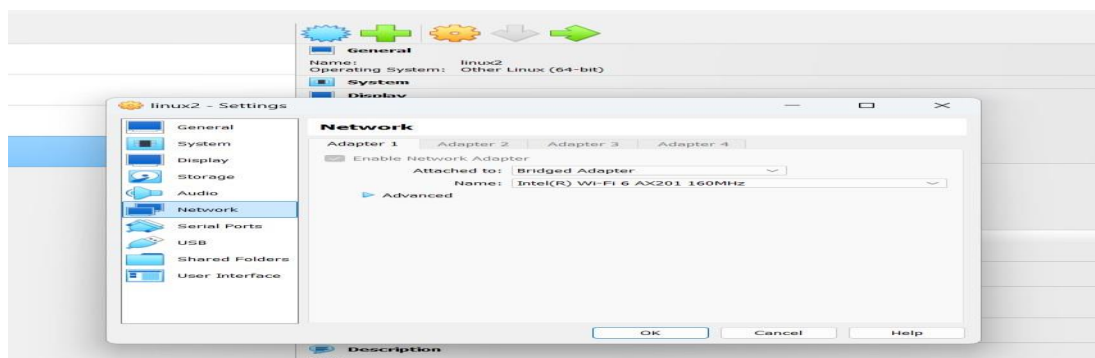 General
Name: linux2
Operating System: Other Linux (64-bit)
System
Display
linux2 - Settings
General
System
Display
Storage
Audio
Network
Serial Ports
USB
Shared Folders
User Interface
Network
Adapter 1 Adapter 2 Adapter 3 Adapter 4
Enable Network Adapter
Attached to: Bridged Adapter
Name: Intel(R) Wi-Fi 6 AX201 160MHz
Advanced
OK Cancel Help
Description